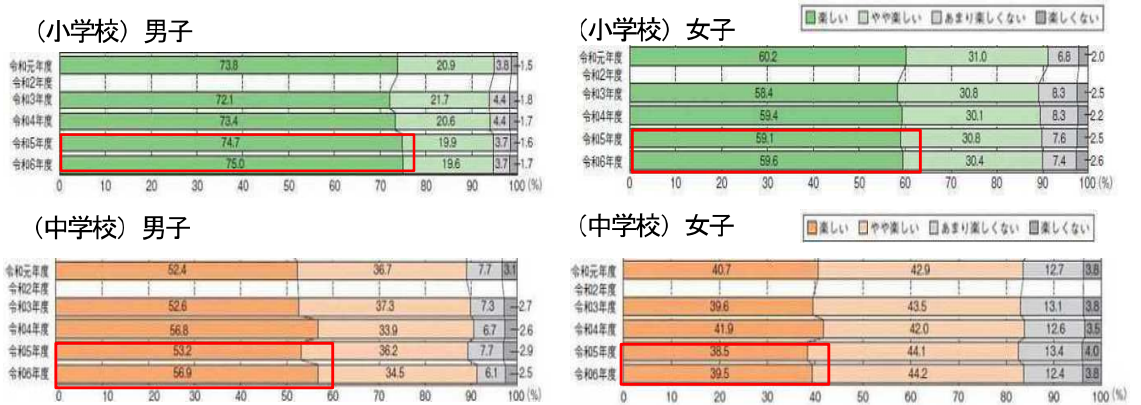 （小学校）男子
令和元年度 73.8 20.9 3.8 1.5
令和2年度
令和3年度 72.1 21.7 4.4 1.8
令和4年度 73.4 20.6 4.4 1.7
令和5年度 74.7 19.9 3.7 1.6
令和6年度 75.0 19.6 3.7 1.7
0 10 20 30 40 50 60 70 80 90 100 (%)
（小学校）女子
楽しい やや楽しい あまり楽しくない 楽しくない
令和元年度 60.2 31.0 6.8 2.0
令和2年度
令和3年度 58.4 30.8 8.3 2.5
令和4年度 59.4 30.1 8.3 2.2
令和5年度 59.1 30.8 7.6 2.5
令和6年度 59.6 30.4 7.4 2.6
0 10 20 30 40 50 60 70 80 90 100 (%)
（中学校）男子
令和元年度 52.4 36.7 7.7 3.1
令和2年度
令和3年度 52.6 37.3 7.3 2.7
令和4年度 56.8 33.9 6.7 2.6
令和5年度 53.2 36.2 7.7 2.9
令和6年度 56.9 34.5 6.1 2.5
0 10 20 30 40 50 60 70 80 90 100 (%)
（中学校）女子
楽しい やや楽しい あまり楽しくない 楽しくない
令和元年度 40.7 42.9 12.7 3.8
令和2年度
令和3年度 39.6 43.5 13.1 3.8
令和4年度 41.9 42.0 12.6 3.5
令和5年度 38.5 44.1 13.4 4.0
令和6年度 39.5 44.2 12.4 3.8
0 10 20 30 40 50 60 70 80 90 100 (%)